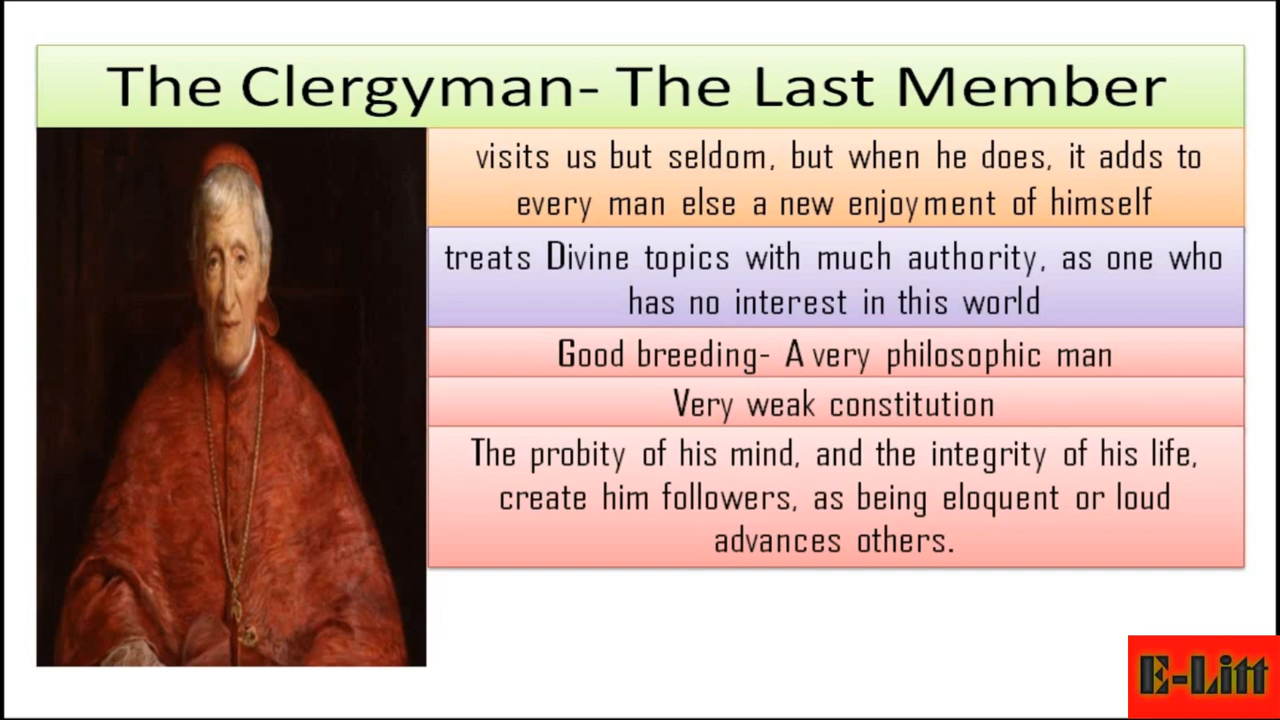 The Clergyman- The Last Member
visits us but seldom, but when he does, it adds to
every man else a new enjoyment of himself
treats Divine topics with much authority, as one who
has no interest in this world
Good breeding- A very philosophic man
Very weak constitution
The probity of his mind, and the integrity of his life,
create him followers, as being eloquent or loud
advances others.
E-Litt